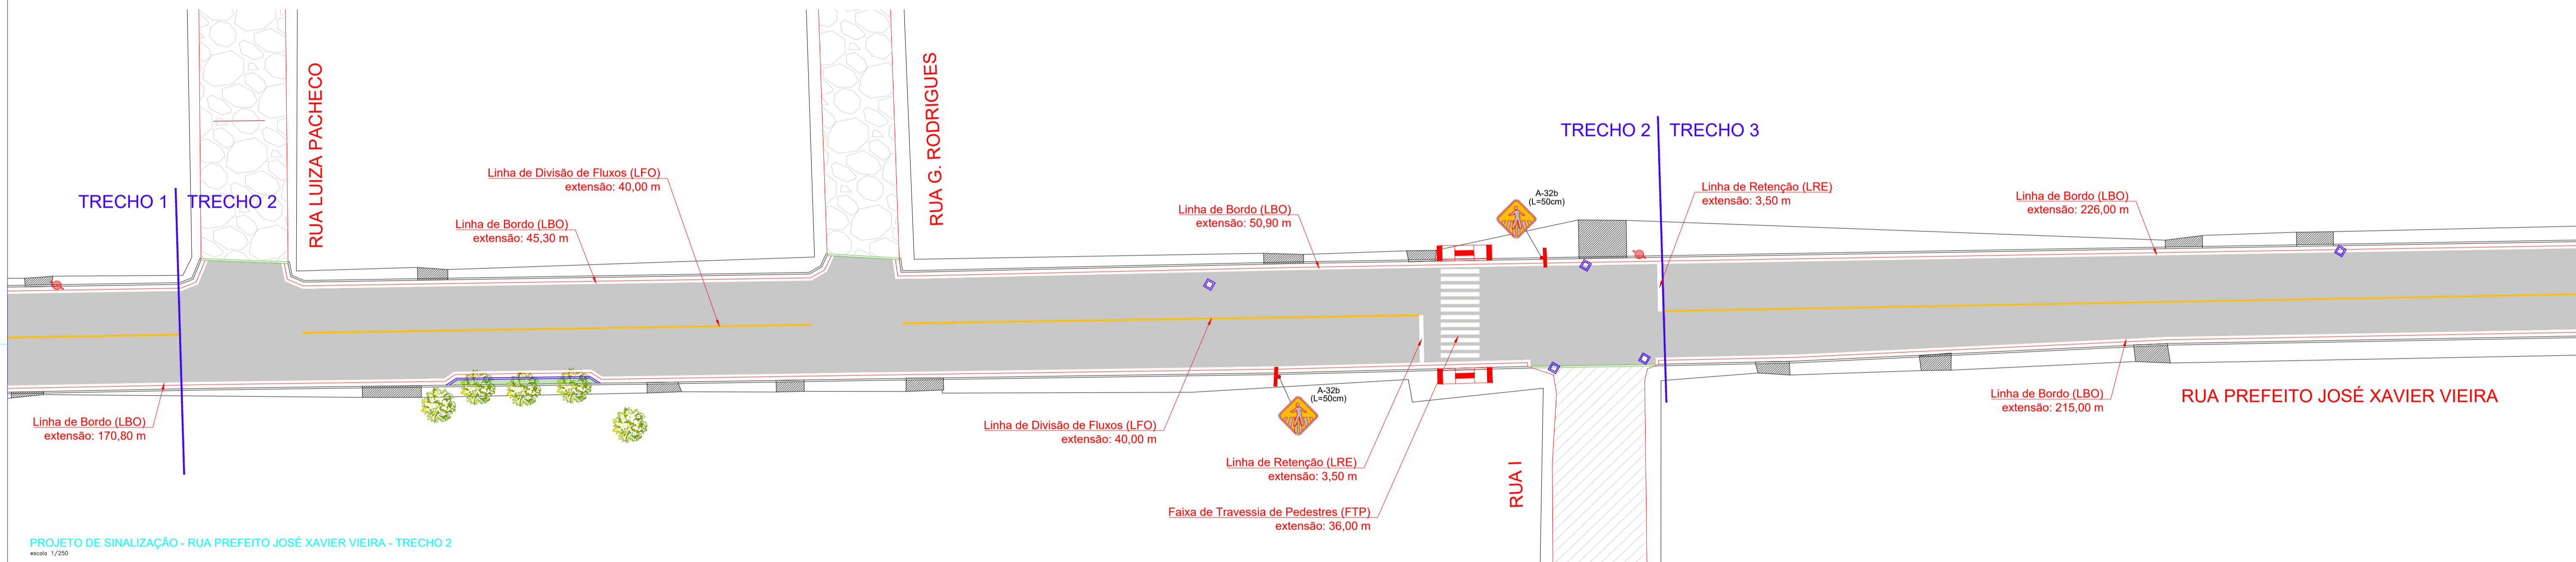 TRECHO 1
TRECHO 2
RUA LUIZA PACHECO
Linha de Divisão de Fluxos (LFO)
extensão: 40,00 m
Linha de Bordo (LBO)
extensão: 45,30 m
RUA G. RODRIGUES
Linha de Bordo (LBO)
extensão: 50,90 m
A-32b
(L=50cm)
TRECHO 2
TRECHO 3
Linha de Retenção (LRE)
extensão: 3,50 m
Linha de Bordo (LBO)
extensão: 226,00 m
Linha de Bordo (LBO)
extensão: 170,80 m
Linha de Divisão de Fluxos (LFO)
extensão: 40,00 m
A-32b
(L=50cm)
Linha de Retenção (LRE)
extensão: 3,50 m
Faixa de Travessia de Pedestres (FTP)
extensão: 36,00 m
RUA I
Linha de Bordo (LBO)
extensão: 215,00 m
RUA PREFEITO JOSÉ XAVIER VIEIRA
PROJETO DE SINALIZAÇÃO - RUA PREFEITO JOSÉ XAVIER VIEIRA - TRECHO 2
escala 1/250